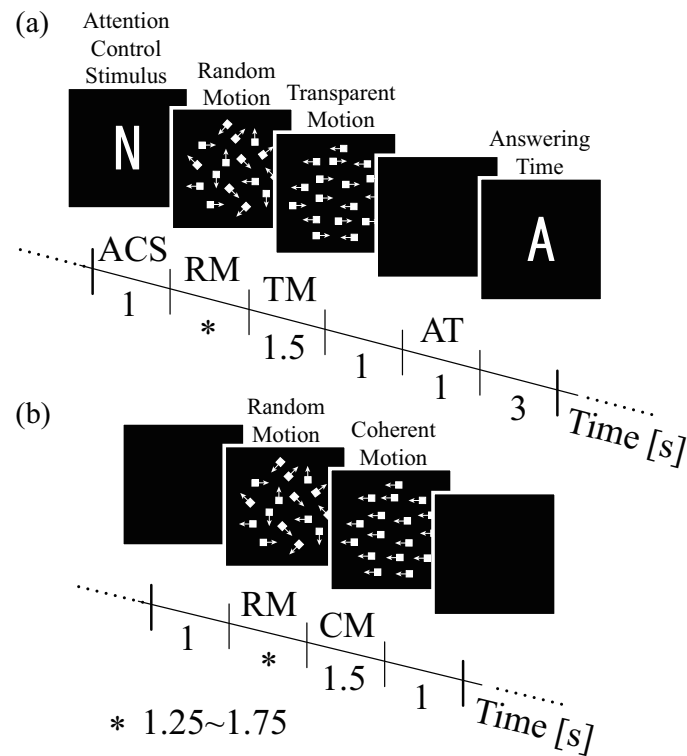 (a)
Attention
Control
Stimulus
Random
Motion
Transparent
Motion
Answering
Time
N
A
ACS
RM
TM
AT
1
*
1.5
1
1
3
Time [s]
(b)
Random
Motion
Coherent
Motion
RM
CM
1
*
1.5
1
Time [s]
* 1.25~1.75